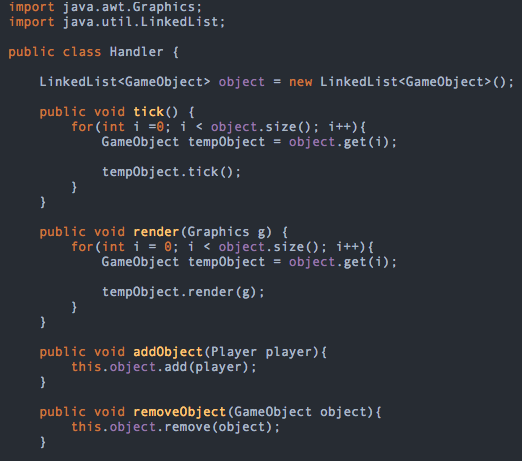 import java.awt.Graphics;
import java.util.LinkedList;
public class Handler {
LinkedList<GameObject> object = new LinkedList<GameObject>();
public void tick() {
for(int i =0; i < object.size(); i++){
GameObject tempObject = object.get(i);
tempObject.tick();
}
}
public void render(Graphics g) {
for(int i = 0; i < object.size(); i++){
GameObject tempObject = object.get(i);
tempObject.render(g);
}
}
public void addObject(Player player){
this.object.add(player);
}
public void removeObject(GameObject object){
this.object.remove(object);
}